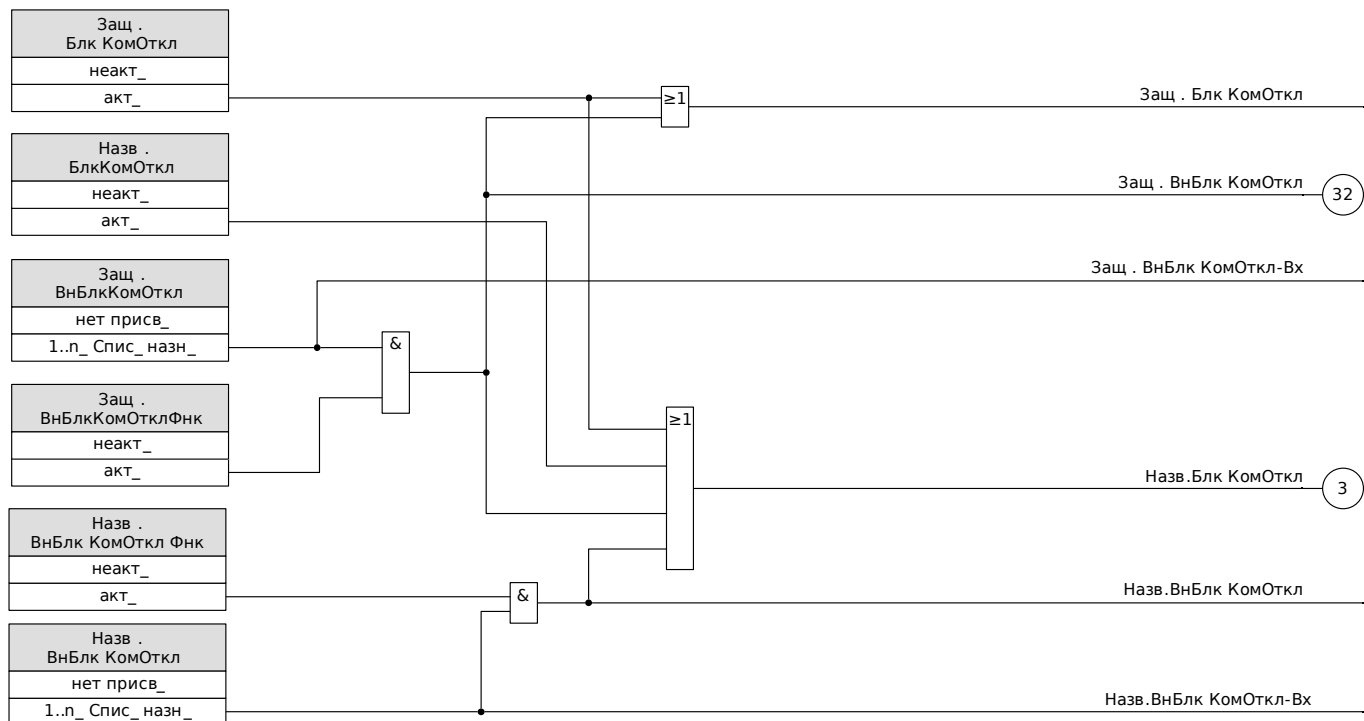 Защ .
Блк КомОткл
неакт_
акт_
≥1
Защ . Блк КомОткл
Назв .
БлкКомОткл
неакт_
акт_
Защ . ВнБлк КомОткл
32
Защ .
ВнБлкКомОткл
нет присв_
1..n_ Спис_ назн_
Защ . ВнБлк КомОткл-Вх
&
Защ .
ВнБлкКомОтклФнк
неакт_
акт_
≥1
Назв.Блк КомОткл
3
Назв .
ВнБлк КомОткл Фнк
неакт_
акт_
&
Назв.ВнБлк КомОткл
Назв .
ВнБлк КомОткл
нет присв_
1..n_ Спис_ назн_
Назв.ВнБлк КомОткл-Вх